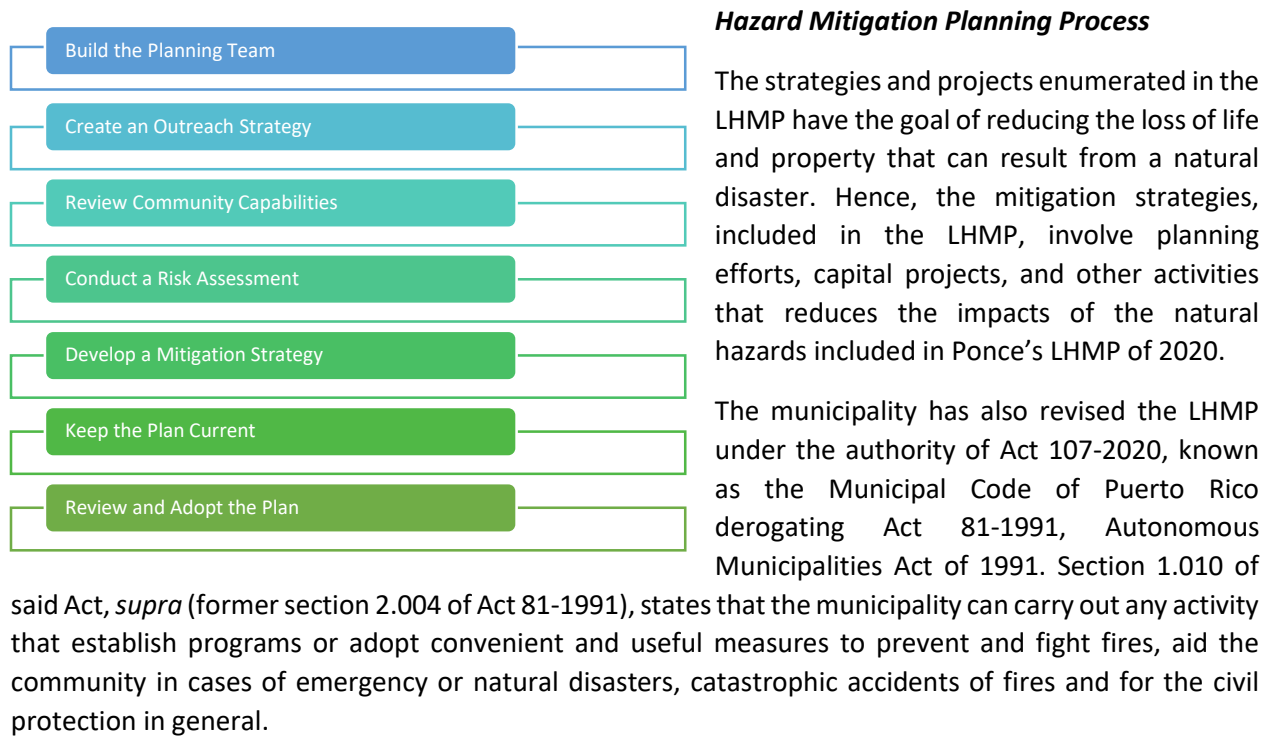 Build the Planning Team
Create an Outreach Strategy
Review Community Capabilities
Conduct a Risk Assessment
Develop a Mitigation Strategy
Keep the Plan Current
Review and Adopt the Plan
Hazard Mitigation Planning Process
The strategies and projects enumerated in the
LHMP have the goal of reducing the loss of life
and property that can result from a natural
disaster. Hence, the mitigation strategies,
included in the LHMP, involve planning
efforts, capital projects, and other activities
that reduces the impacts of the natural
hazards included in Ponce’s LHMP of 2020.
The municipality has also revised the LHMP
under the authority of Act 107-2020, known
as the Municipal Code of Puerto Rico
derogating Act 81-1991, Autonomous
Municipalities Act of 1991. Section 1.010 of
said Act, supra (former section 2.004 of Act 81-1991), states that the municipality can carry out any activity
that establish programs or adopt convenient and useful measures to prevent and fight fires, aid the
community in cases of emergency or natural disasters, catastrophic accidents of fires and for the civil
protection in general.